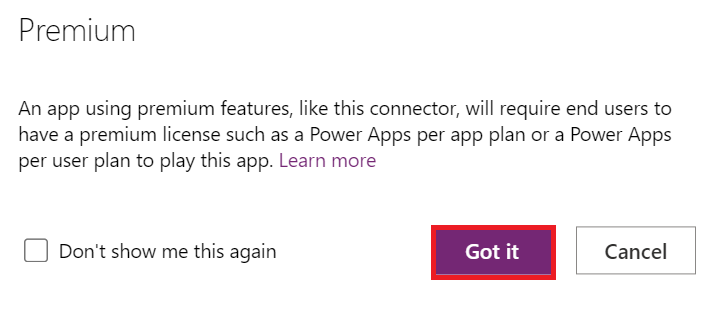 Premium
An app using premium features, like this connector, will require end users to
have a premium license such as a Power Apps per app plan or a Power Apps
per user plan to play this app. Learn more
Don't show me this again
Got it
Cancel